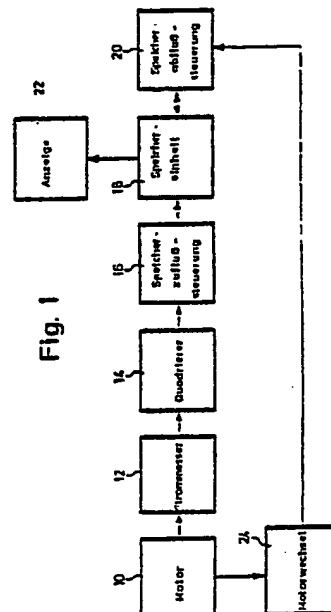 Fig. 1
10
Motor
12
Strommesser
14
Quadrierer
16
Speicher-
zufluß-
steuerung
18
Speicher-
einheit
20
Speicher-
abfluß-
steuerung
22
Anzeige
24
Motorwechsel